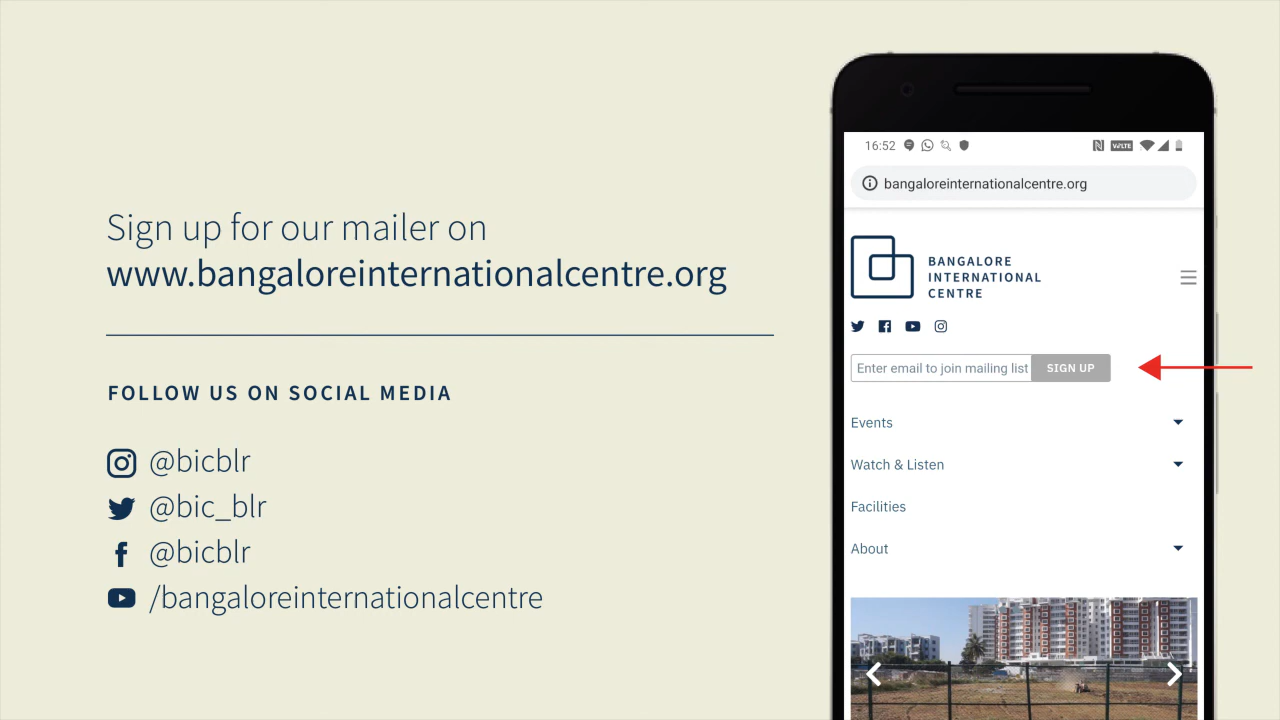 Sign up for our mailer on
www.bangaloreinternationalcentre.org
FOLLOW US ON SOCIAL MEDIA
@bicblr
@bic_blr
@bicblr
/bangaloreinternationalcentre
16:52
VoLTE
bangaloreinternationalcentre.org
BANGALORE
INTERNATIONAL
CENTRE
Enter email to join mailing list SIGN UP
Events
Watch & Listen
Facilities
About